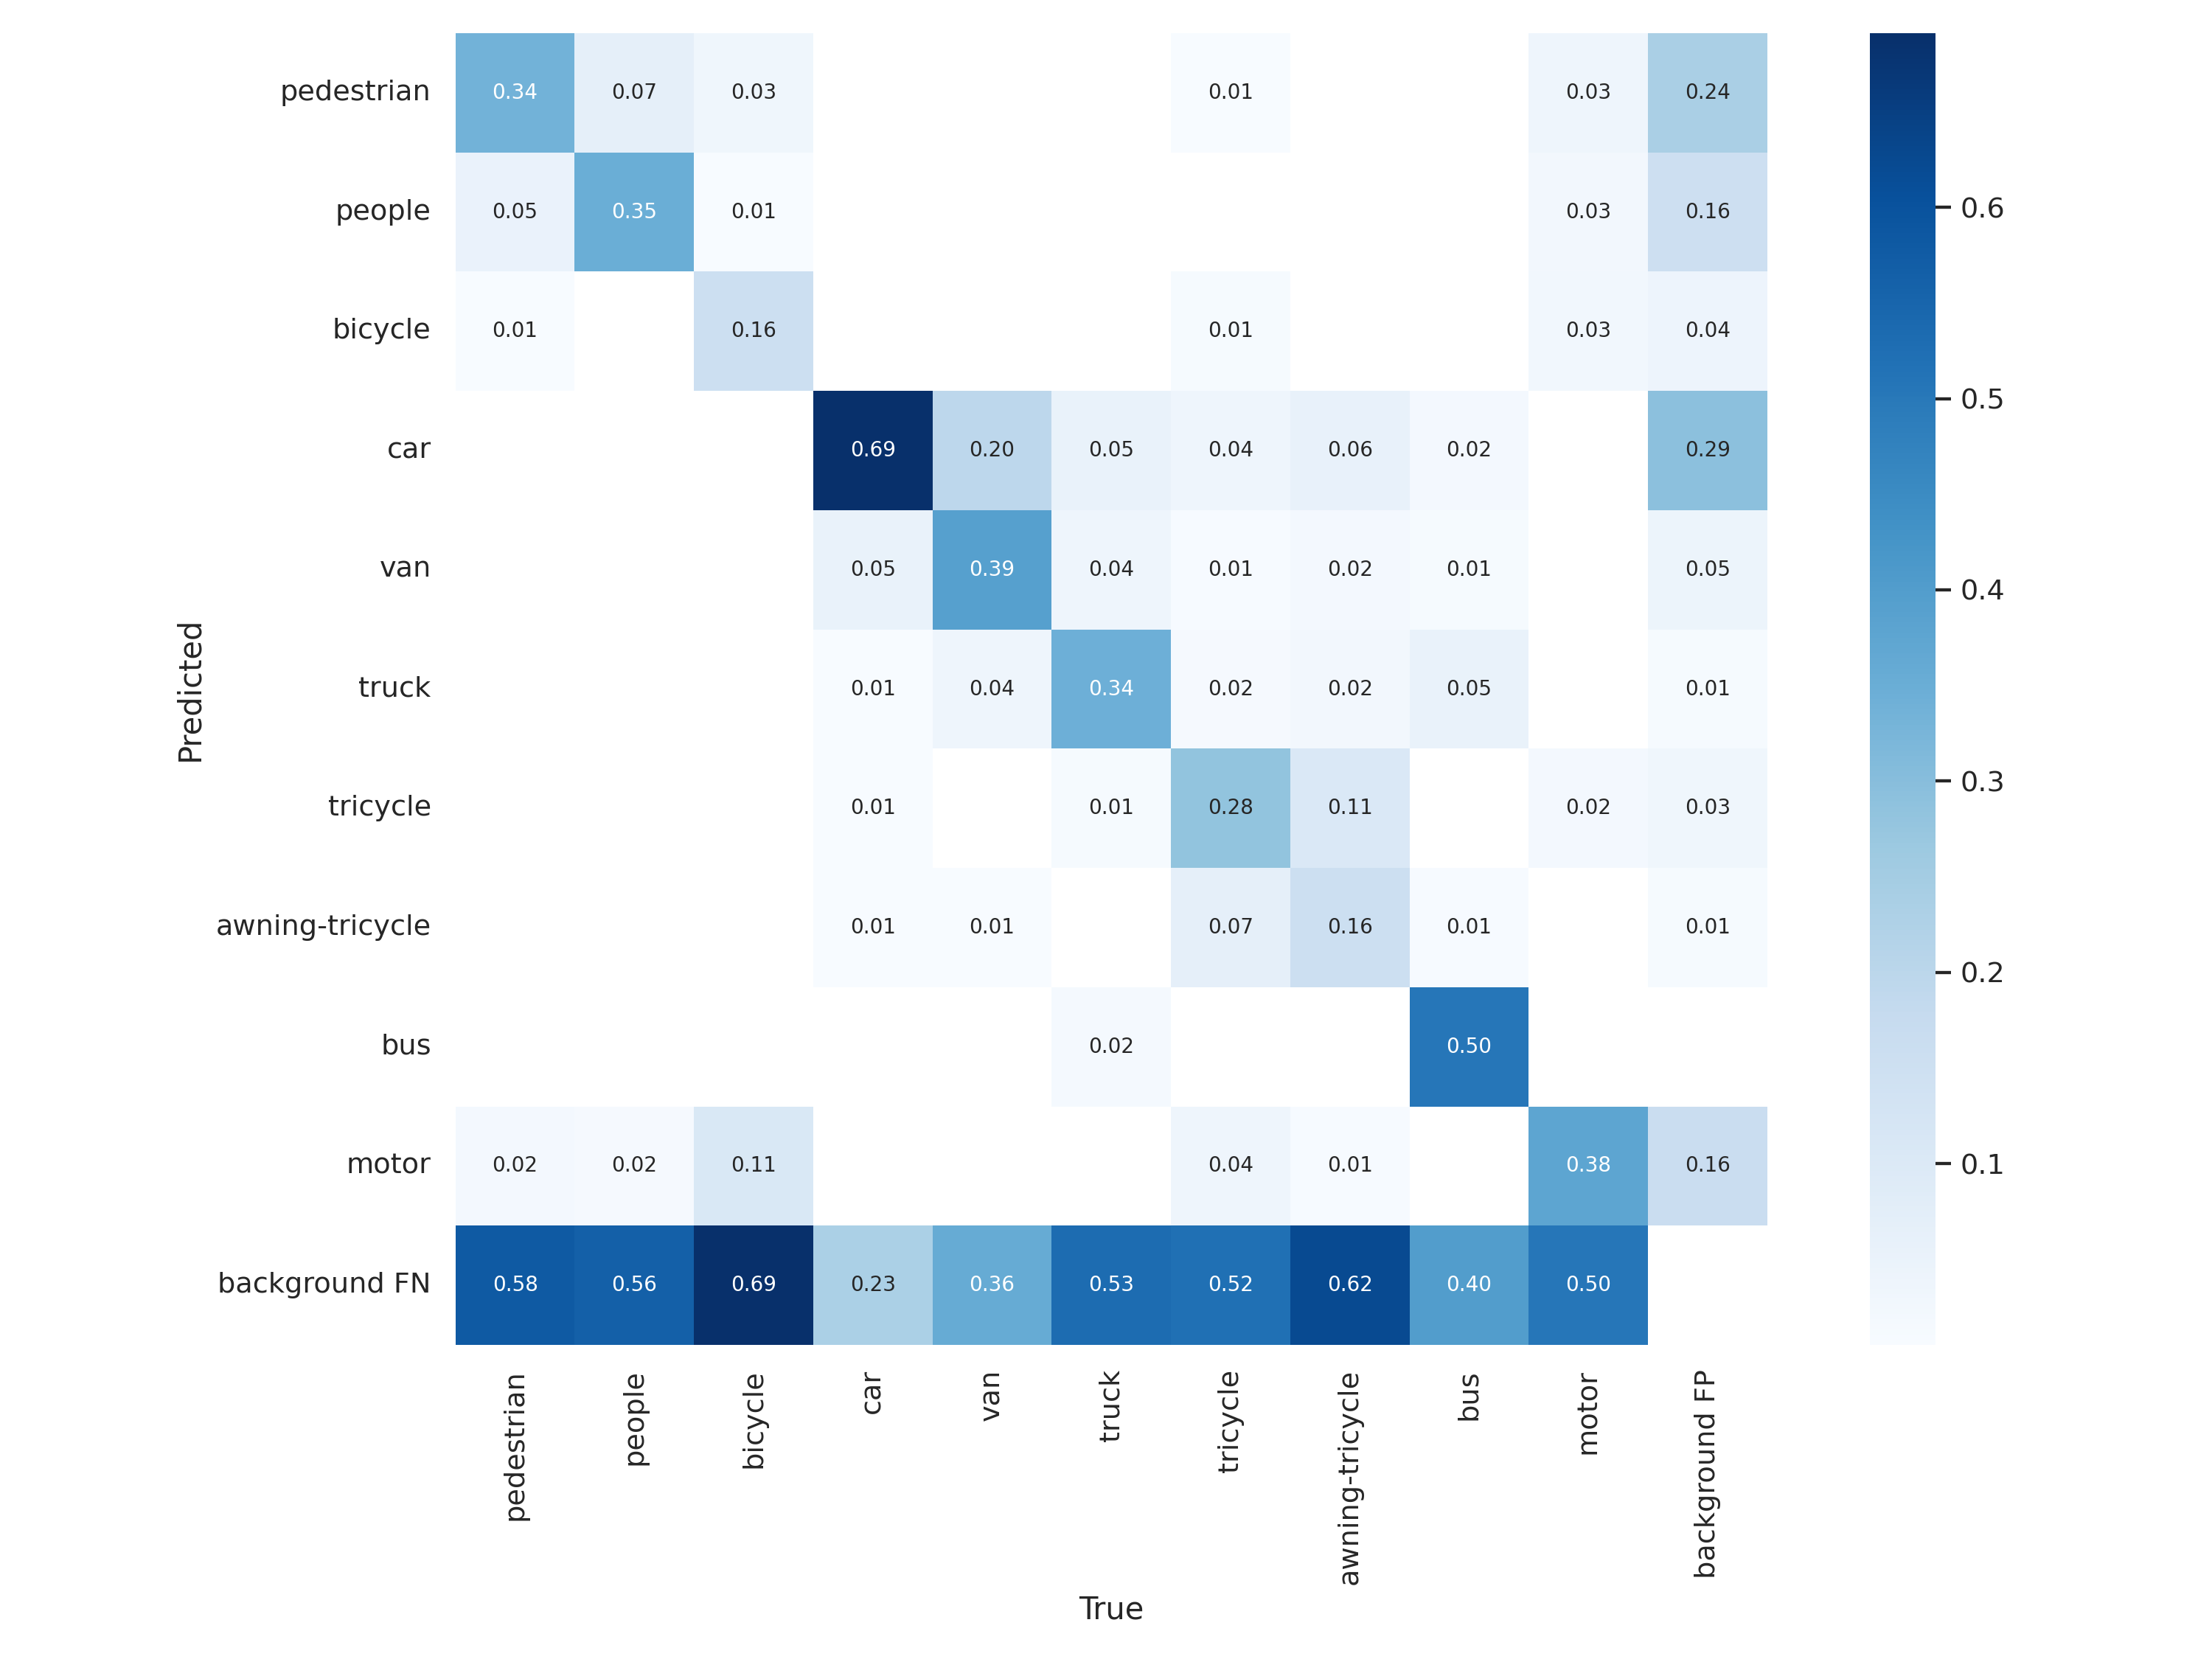 pedestrian 0.34 0.07 0.03 0.01 0.03 0.24
people 0.05 0.35 0.01 0.03 0.16
bicycle 0.01 0.16 0.01 0.03 0.04
car 0.69 0.20 0.05 0.04 0.06 0.02 0.29
van 0.05 0.39 0.04 0.01 0.02 0.01 0.05
truck 0.01 0.04 0.34 0.02 0.02 0.05 0.01
tricycle 0.01 0.01 0.28 0.11 0.02 0.03
awning-tricycle 0.01 0.01 0.07 0.16 0.01 0.01
bus 0.02 0.50
motor 0.02 0.02 0.11 0.04 0.01 0.38 0.16
background FN 0.58 0.56 0.69 0.23 0.36 0.53 0.52 0.62 0.40 0.50
Predicted
pedestrian
people
bicycle
car
van
truck
tricycle
awning-tricycle
bus
motor
background FP
True
0.6
0.5
0.4
0.3
0.2
0.1